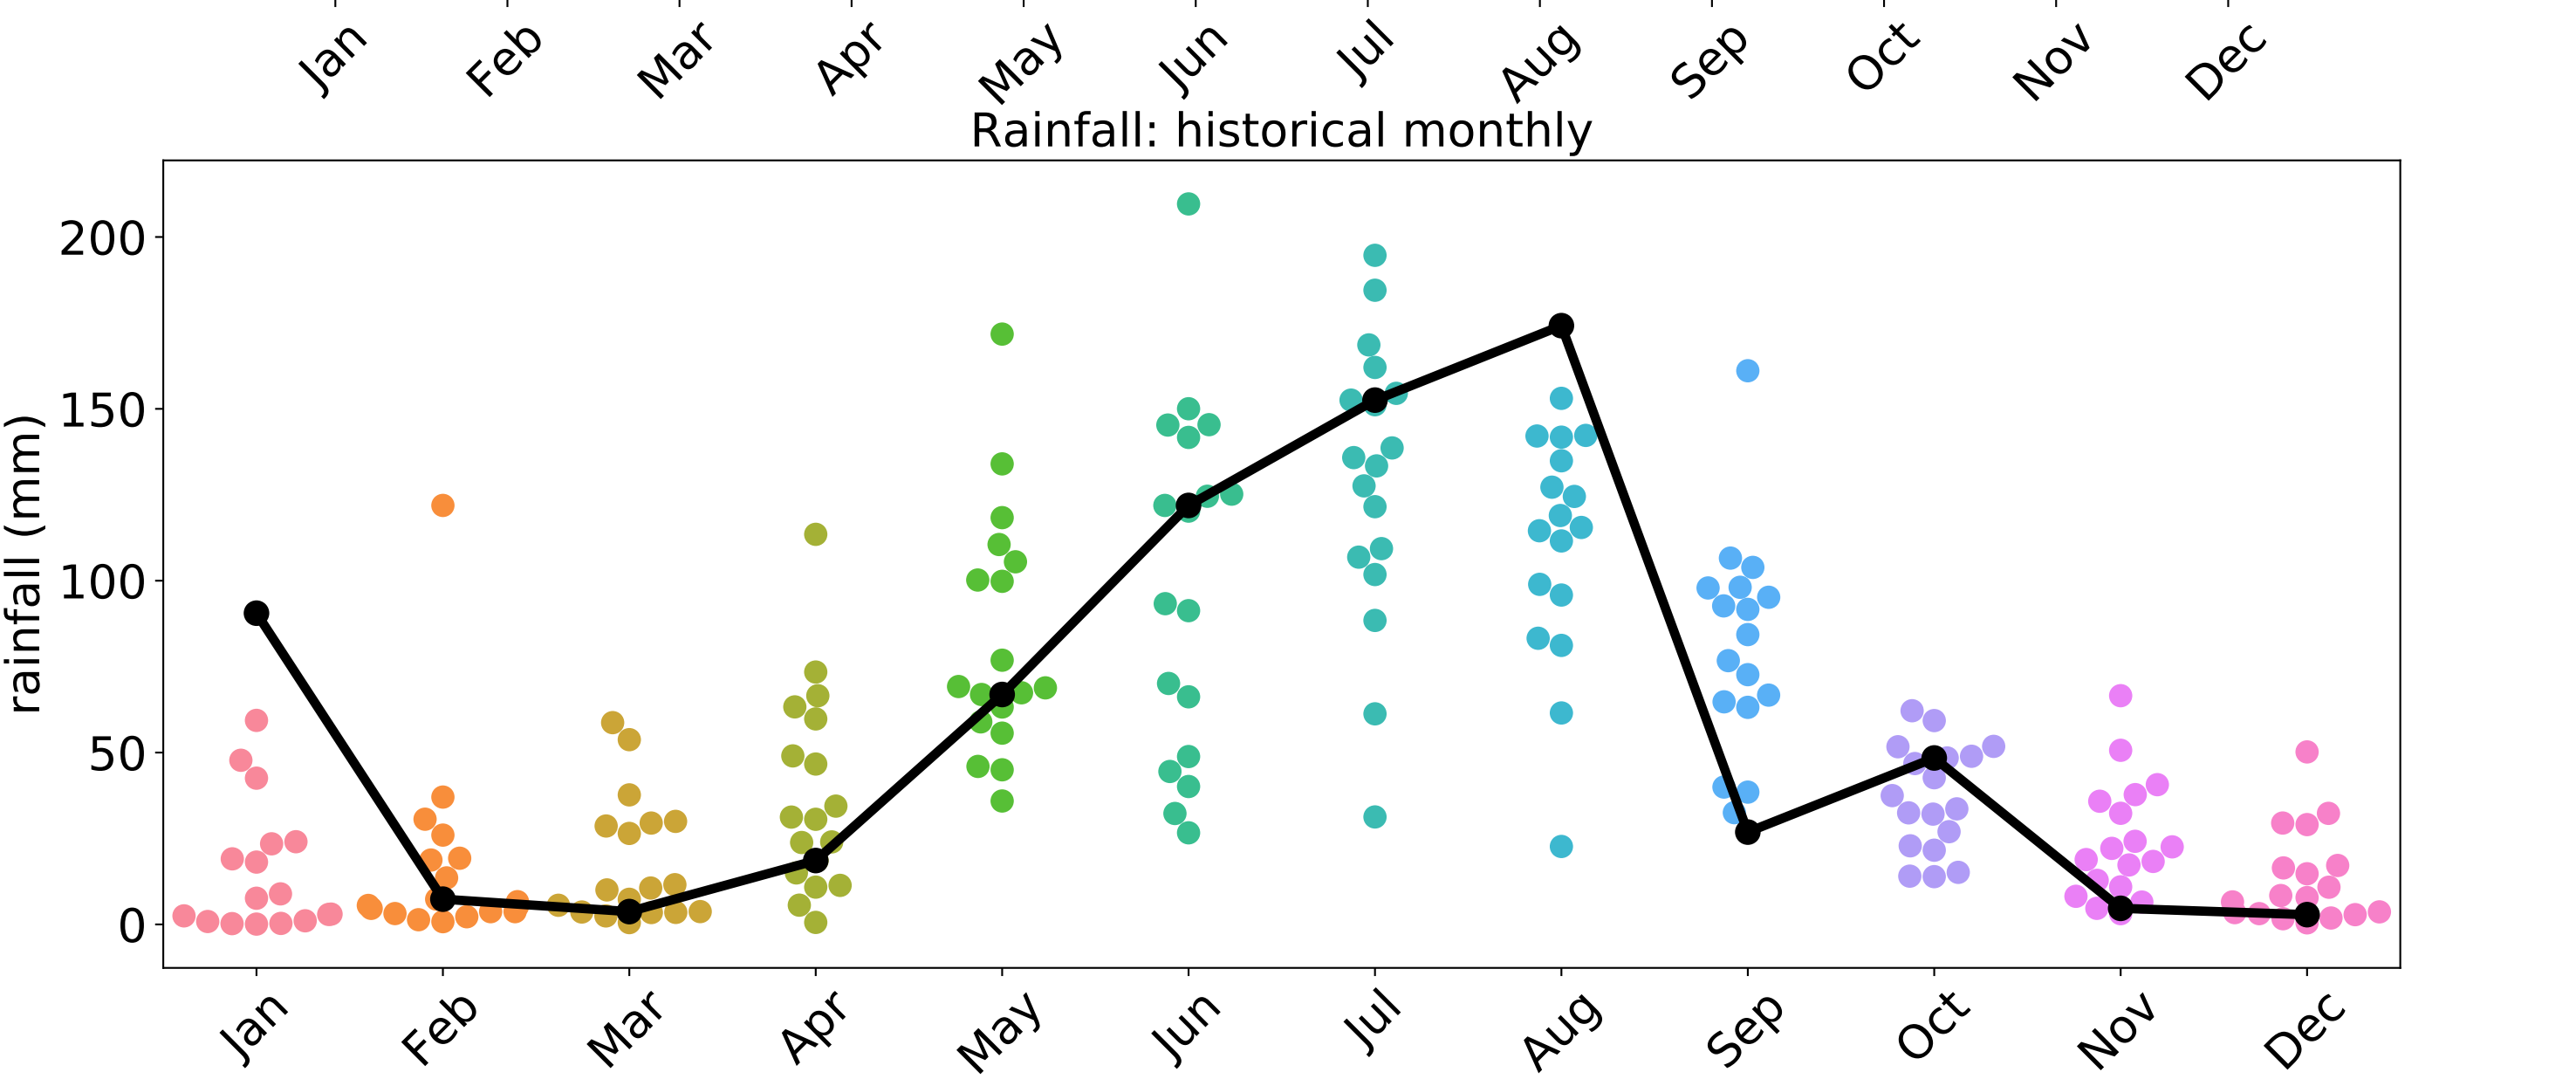 Jan Feb Mar Apr May Jun Jul Aug Sep Oct Nov Dec
Rainfall: historical monthly
rainfall (mm)
200
150
100
50
0
Jan Feb Mar Apr May Jun Jul Aug Sep Oct Nov Dec